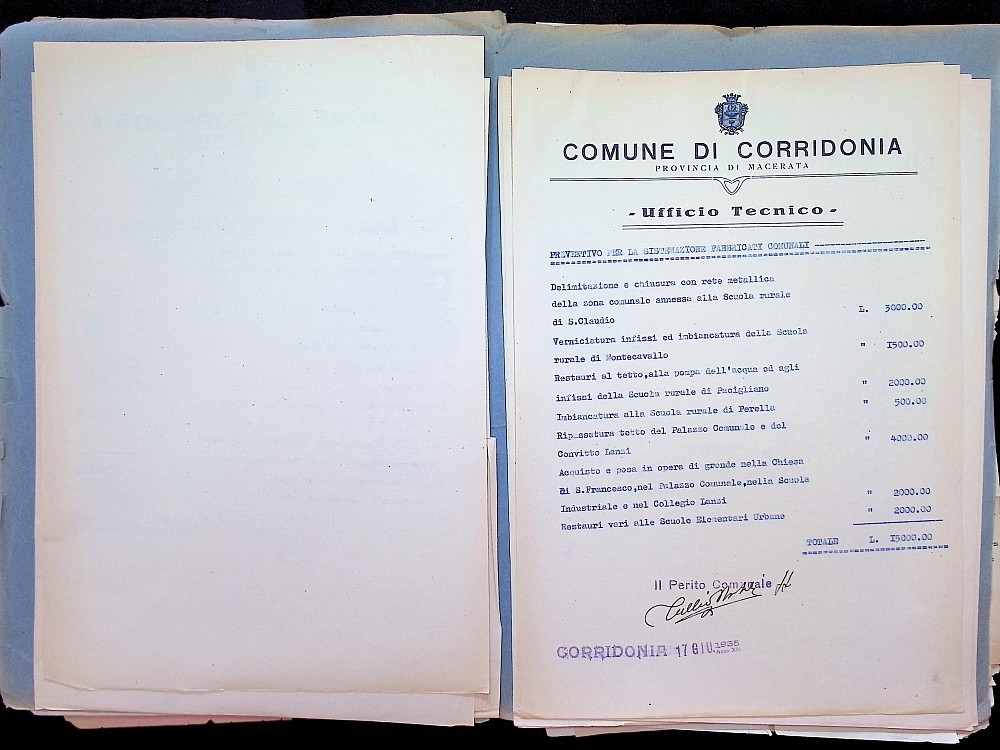 COMUNE DI CORRIDONIA
PROVINCIA DI MACERATA
- Ufficio Tecnico -
PREVENTIVO PER LA SISTEMAZIONE FABBRICATI COMUNALI
Delimitazione e chiusura con rete metallica
della zona comunale annessa alla Scuola rurale
di S.Claudio L. 3000.00
Verniciatura infissi ed imbiancatura della Scuola
rurale di Montecavallo " I500.00
Restauri al tetto,alla pompa dell'acqua ed agli
infissi della Scuola rurale di Pacigliano " 2000.00
Imbiancatura alla Scuola rurale di Perella " 500.00
Ripassatura tetto del Palazzo Comunale e del
Convitto Lanzi " 4000.00
Acquisto e posa in opera di gronde nella Chiesa
di S.Francesco,nel Palazzo Comunale,nella Scuola
Industriale e nel Collegio Lanzi " 2000.00
Restauri vari alle Scuole Elementari Urbane " 2000.00
TOTALE L. I5000.00
Il Perito Comunale
CORRIDONIA 17 GIU. 1935